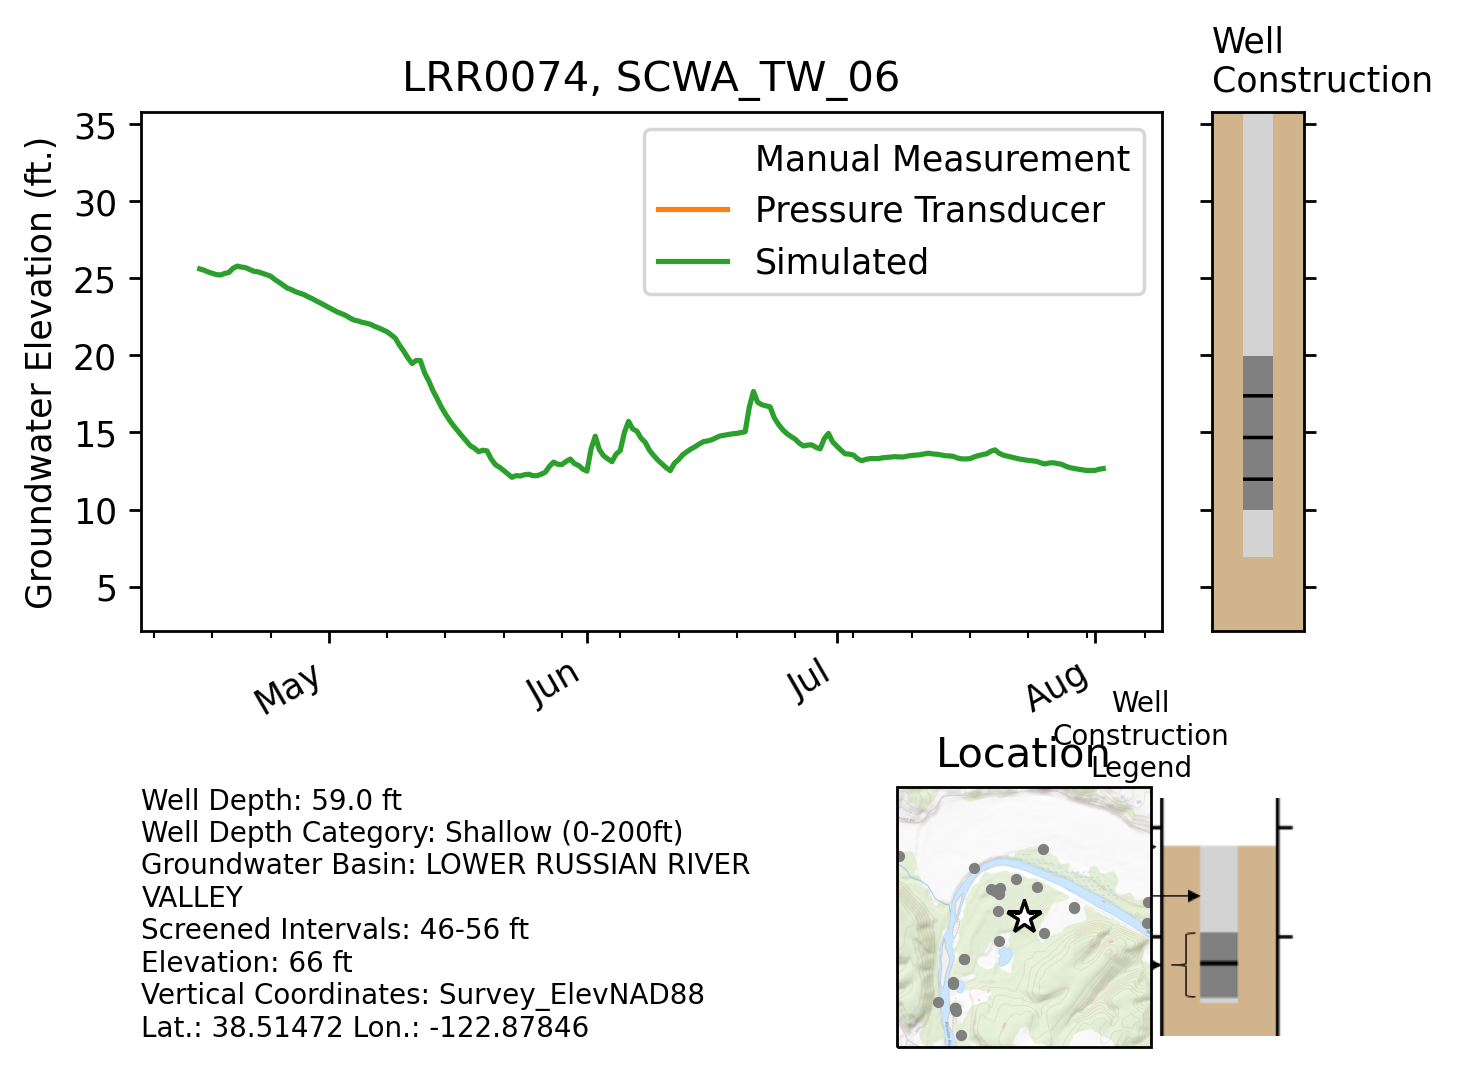 Well
Construction
LRR0074, SCWA_TW_06
Groundwater Elevation (ft.)
35
30
25
20
15
10
5
Manual Measurement
Pressure Transducer
Simulated
May
Jun
Jul
Aug
Well
Construction
Legend
Location
Well Depth: 59.0 ft
Well Depth Category: Shallow (0-200ft)
Groundwater Basin: LOWER RUSSIAN RIVER
VALLEY
Screened Intervals: 46-56 ft
Elevation: 66 ft
Vertical Coordinates: Survey_ElevNAD88
Lat.: 38.51472 Lon.: -122.87846